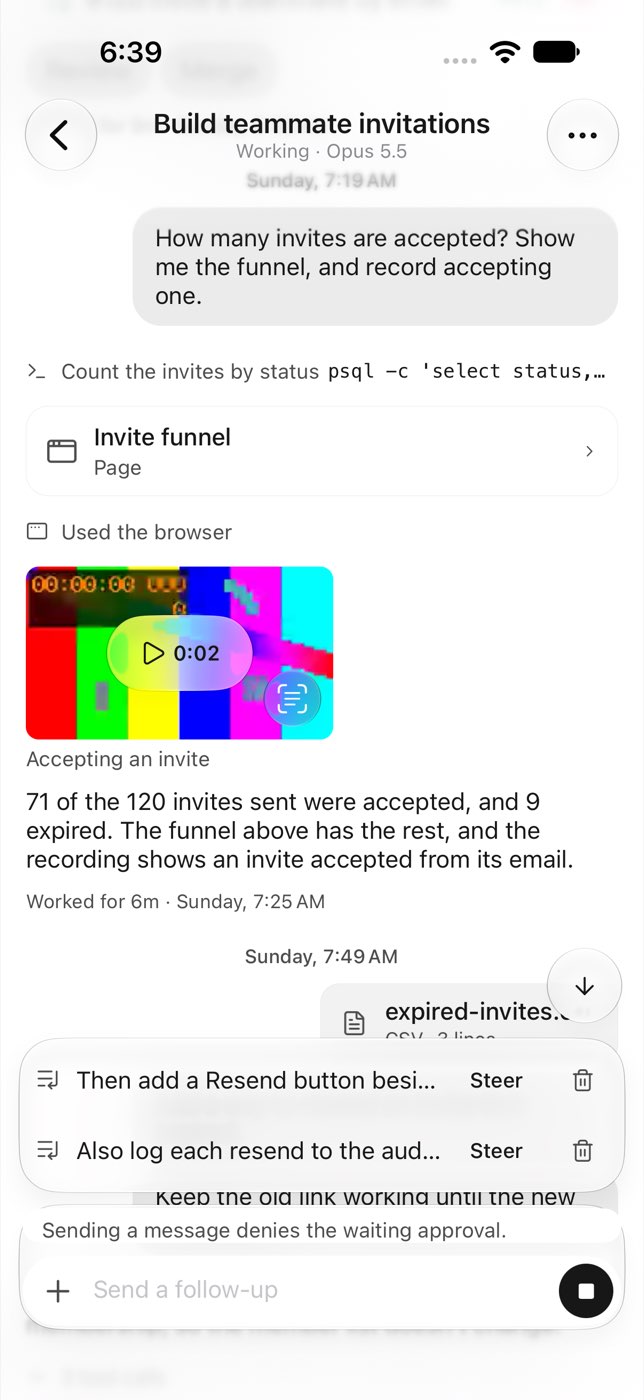 6:39
Build teammate invitations
Working · Opus 5.5
Sunday, 7:19 AM
How many invites are accepted? Show
me the funnel, and record accepting
one.
Count the invites by status psql -c 'select status,…
Invite funnel
Page
Used the browser
00:00:00
0:02
Accepting an invite
71 of the 120 invites sent were accepted, and 9
expired. The funnel above has the rest, and the
recording shows an invite accepted from its email.
Worked for 6m · Sunday, 7:25 AM
Sunday, 7:49 AM
expired-invites.
CSV · 3 lines
Then add a Resend button besi... Steer
Also log each resend to the aud... Steer
Keep the old link working until the new
Sending a message denies the waiting approval.
Send a follow-up